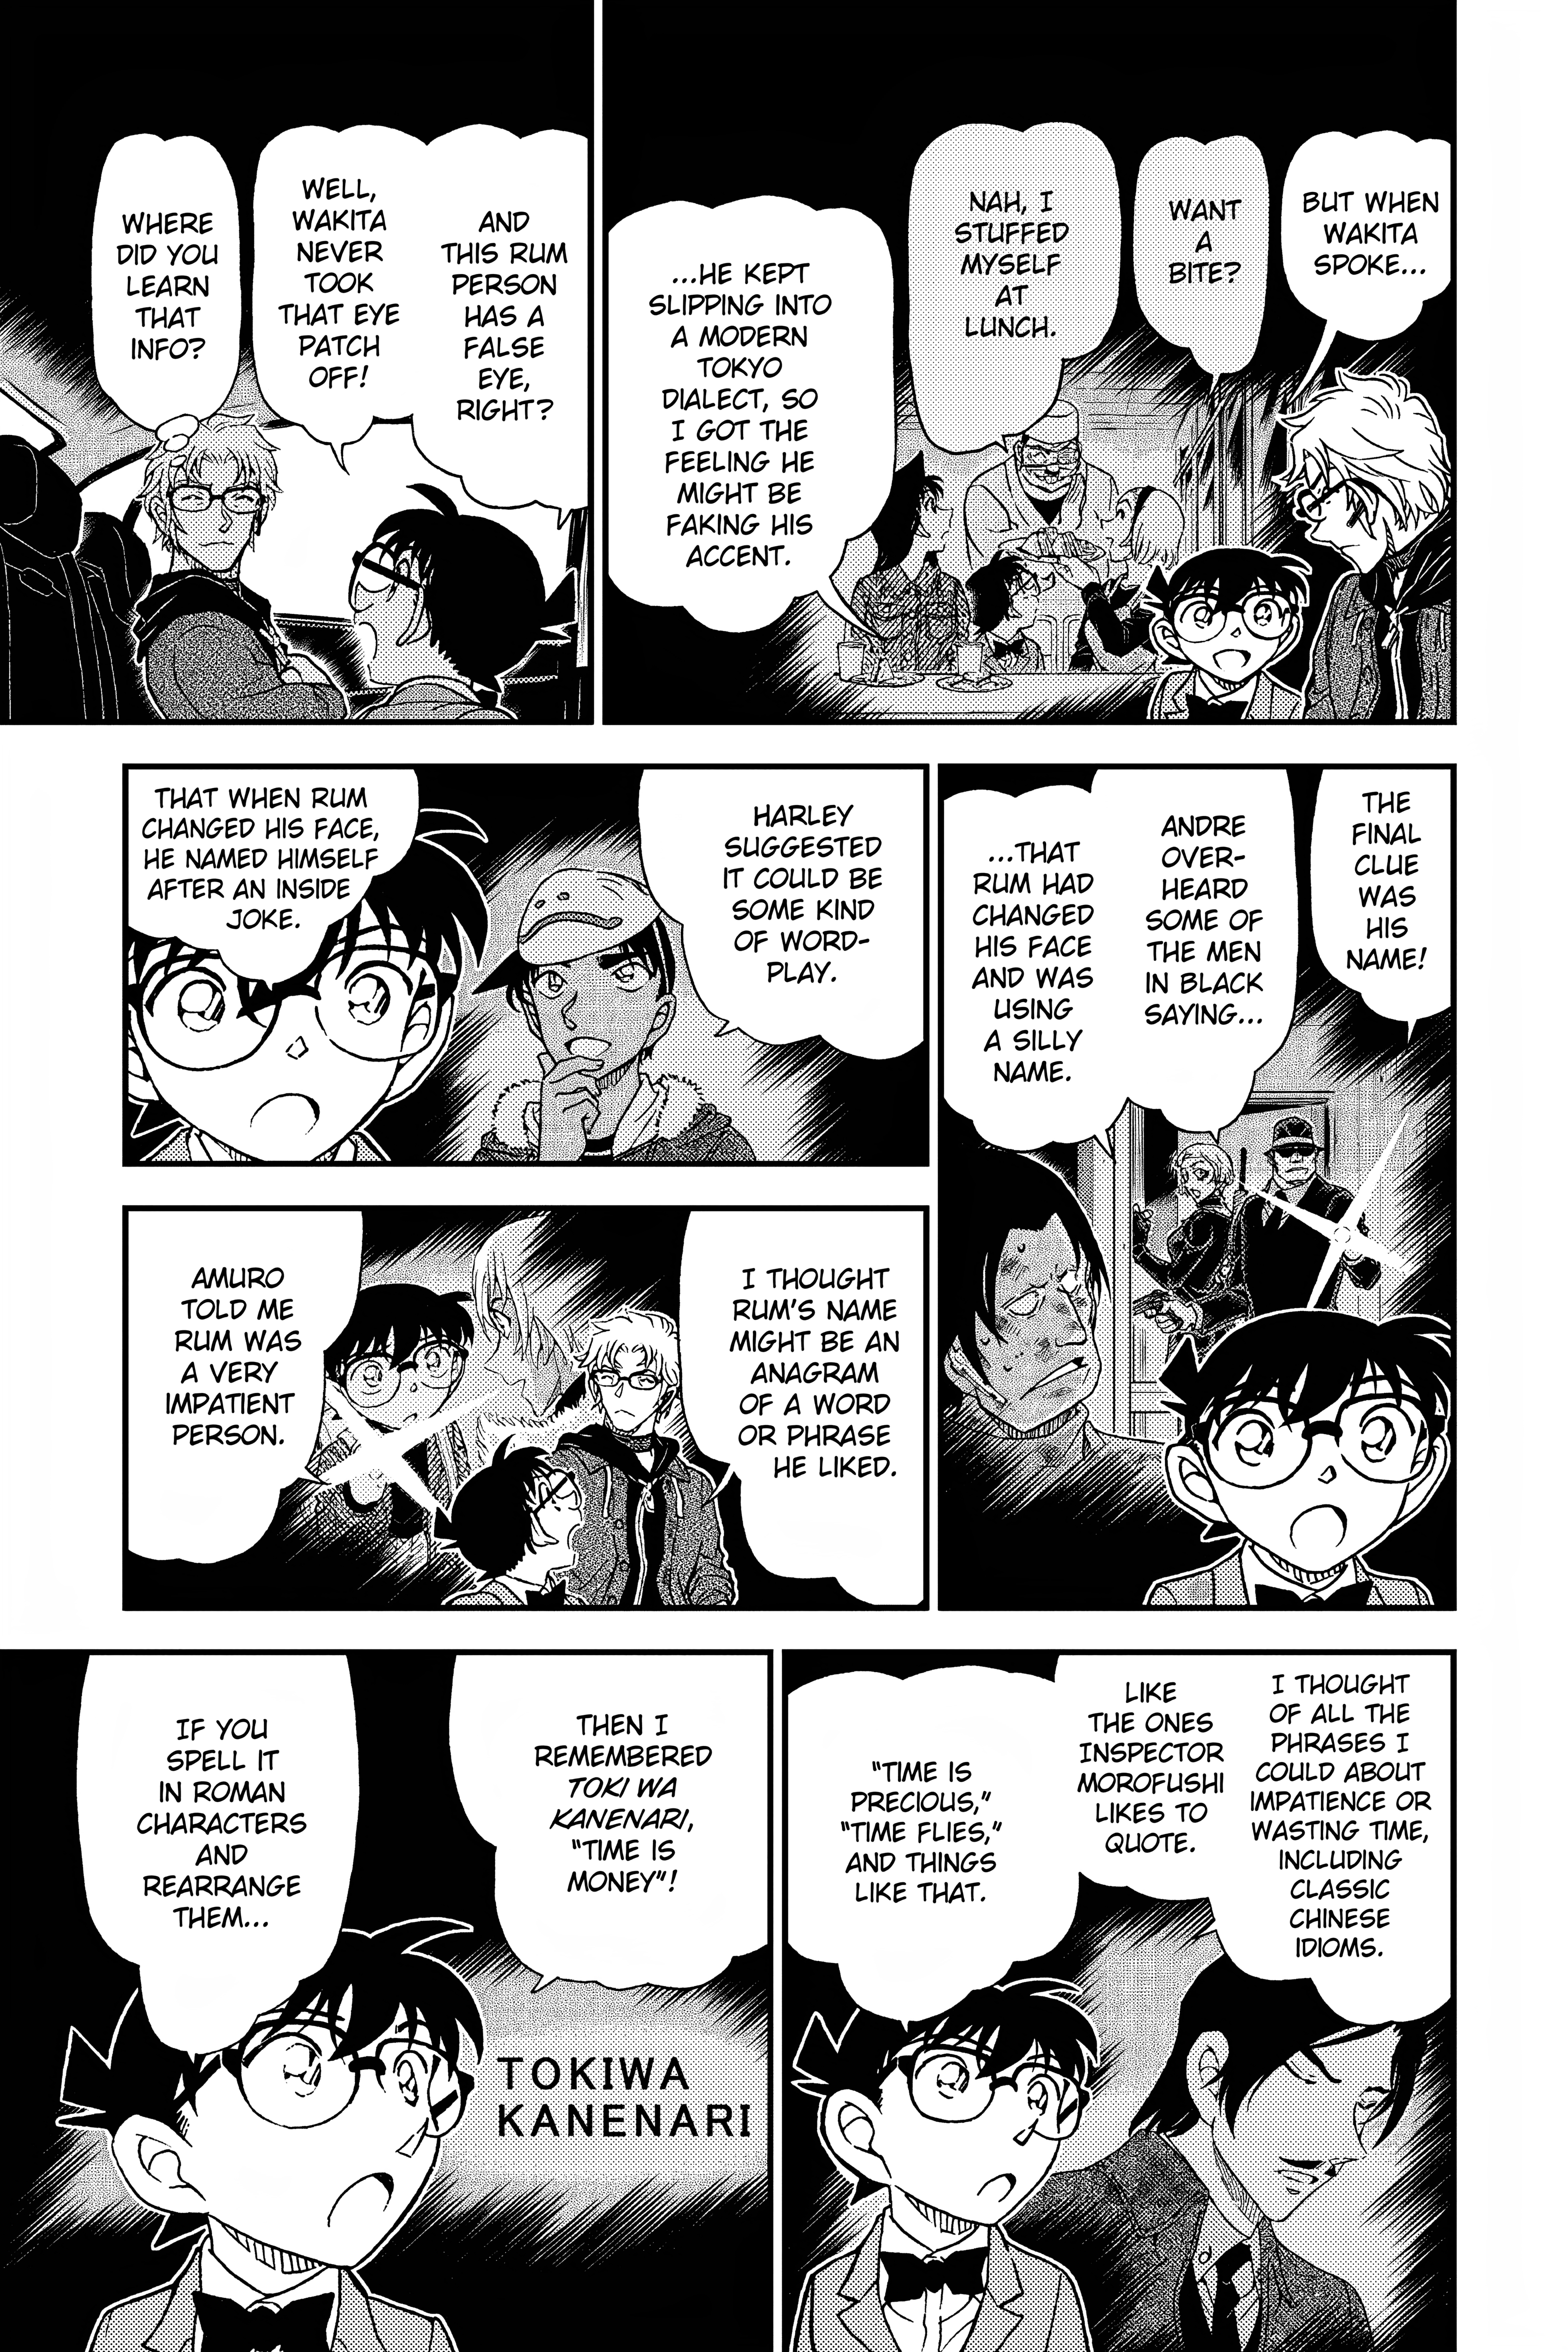 BUT WHEN
WAKITA
SPOKE...
WANT
A
BITE?
NAH, I
STUFFED
MYSELF
AT
LUNCH.
...HE KEPT
SLIPPING INTO
A MODERN
TOKYO
DIALECT, SO
I GOT THE
FEELING HE
MIGHT BE
FAKING HIS
ACCENT.
AND
THIS RUM
PERSON
HAS A
FALSE
EYE,
RIGHT?
WELL,
WAKITA
NEVER
TOOK
THAT EYE
PATCH
OFF!
WHERE
DID YOU
LEARN
THAT
INFO?
THE
FINAL
CLUE
WAS
HIS
NAME!
ANDRE
OVER-
HEARD
SOME OF
THE MEN
IN BLACK
SAYING...
...THAT
RUM HAD
CHANGED
HIS FACE
AND WAS
USING
A SILLY
NAME.
HARLEY
SUGGESTED
IT COULD BE
SOME KIND
OF WORD-
PLAY.
THAT WHEN RUM
CHANGED HIS FACE,
HE NAMED HIMSELF
AFTER AN INSIDE
JOKE.
I THOUGHT
RUM'S NAME
MIGHT BE AN
ANAGRAM
OF A WORD
OR PHRASE
HE LIKED.
AMURO
TOLD ME
RUM WAS
A VERY
IMPATIENT
PERSON.
I THOUGHT
OF ALL THE
PHRASES I
COULD ABOUT
IMPATIENCE OR
WASTING TIME,
INCLUDING
CLASSIC
CHINESE
IDIOMS.
LIKE
THE ONES
INSPECTOR
MOROFUSHI
LIKES TO
QUOTE.
"TIME IS
PRECIOUS,"
"TIME FLIES,"
AND THINGS
LIKE THAT.
THEN I
REMEMBERED
TOKI WA
KANENARI,
"TIME IS
MONEY"!
IF YOU
SPELL IT
IN ROMAN
CHARACTERS
AND
REARRANGE
THEM...
TOKIWA
KANENARI